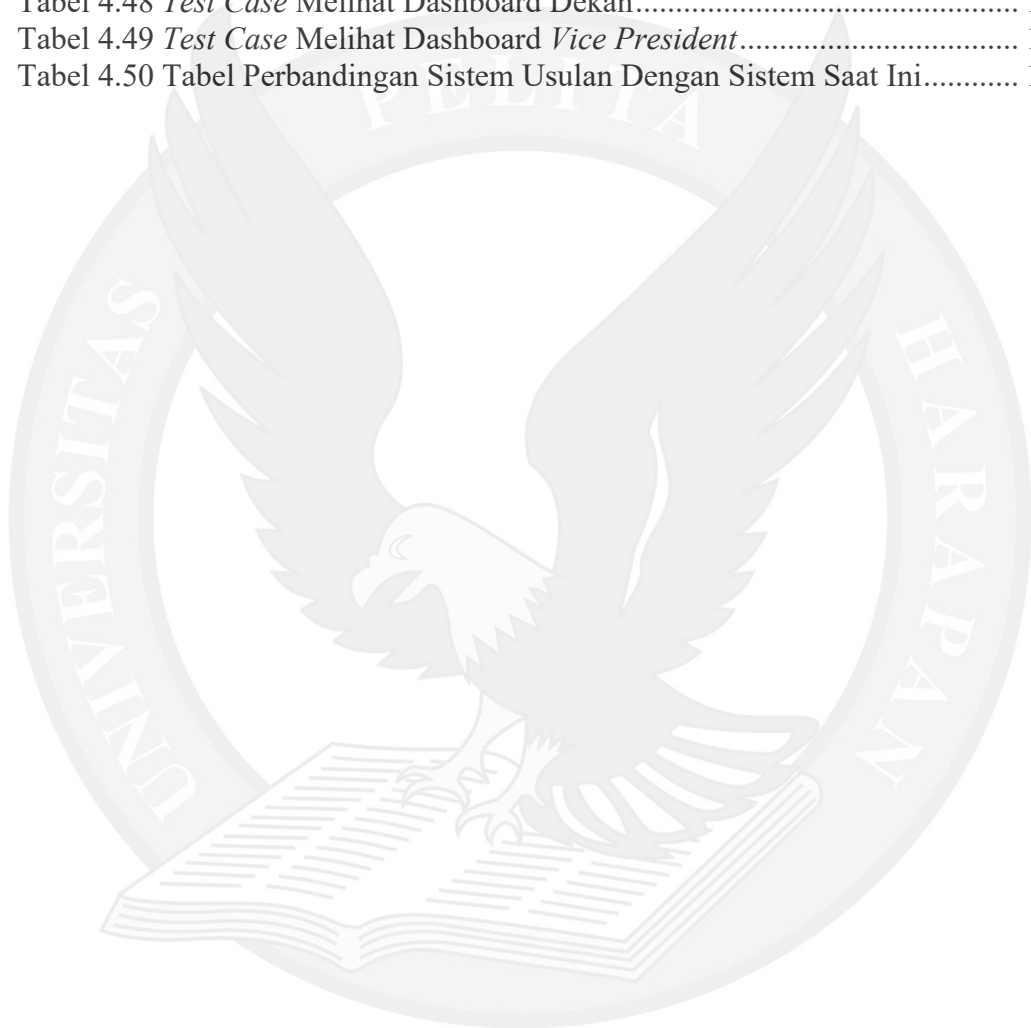 Tabel 4.48 Test Case Melihat Dashboard Dekan........................................................
Tabel 4.49 Test Case Melihat Dashboard Vice President.........................................
Tabel 4.50 Tabel Perbandingan Sistem Usulan Dengan Sistem Saat Ini............
PELITA
UNIVERSITAS
HARAPAN